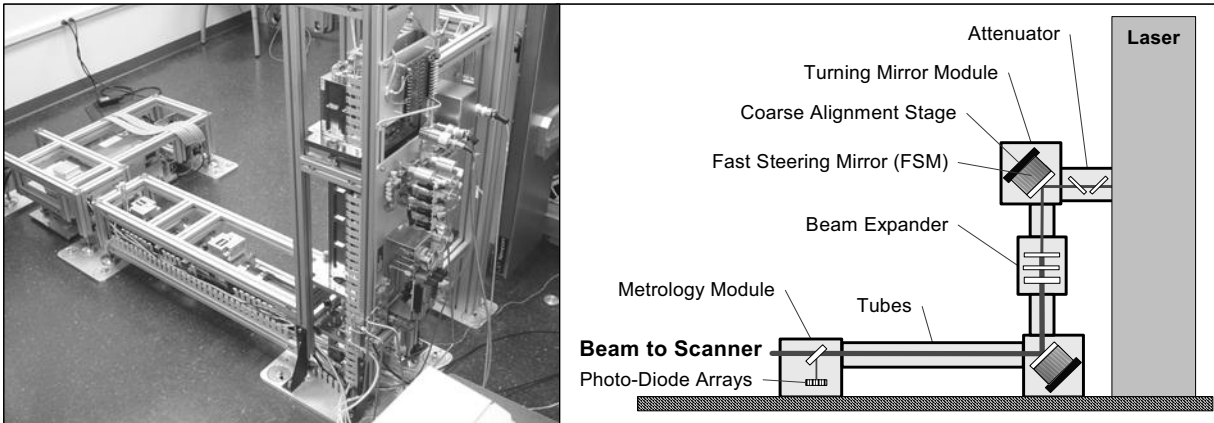 Attenuator
Laser
Turning Mirror Module
Coarse Alignment Stage
Fast Steering Mirror (FSM)
Beam Expander
Metrology Module
Tubes
Beam to Scanner
Photo-Diode Arrays